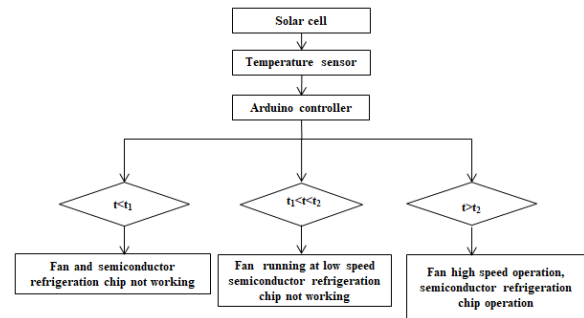 Solar cell
Temperature sensor
Arduino controller
t<t₁
t₁<t<t₂
t>t₂
Fan and semiconductor
refrigeration chip not working
Fan running at low speed
semiconductor refrigeration
chip not working
Fan high speed operation,
semiconductor refrigeration
chip operation